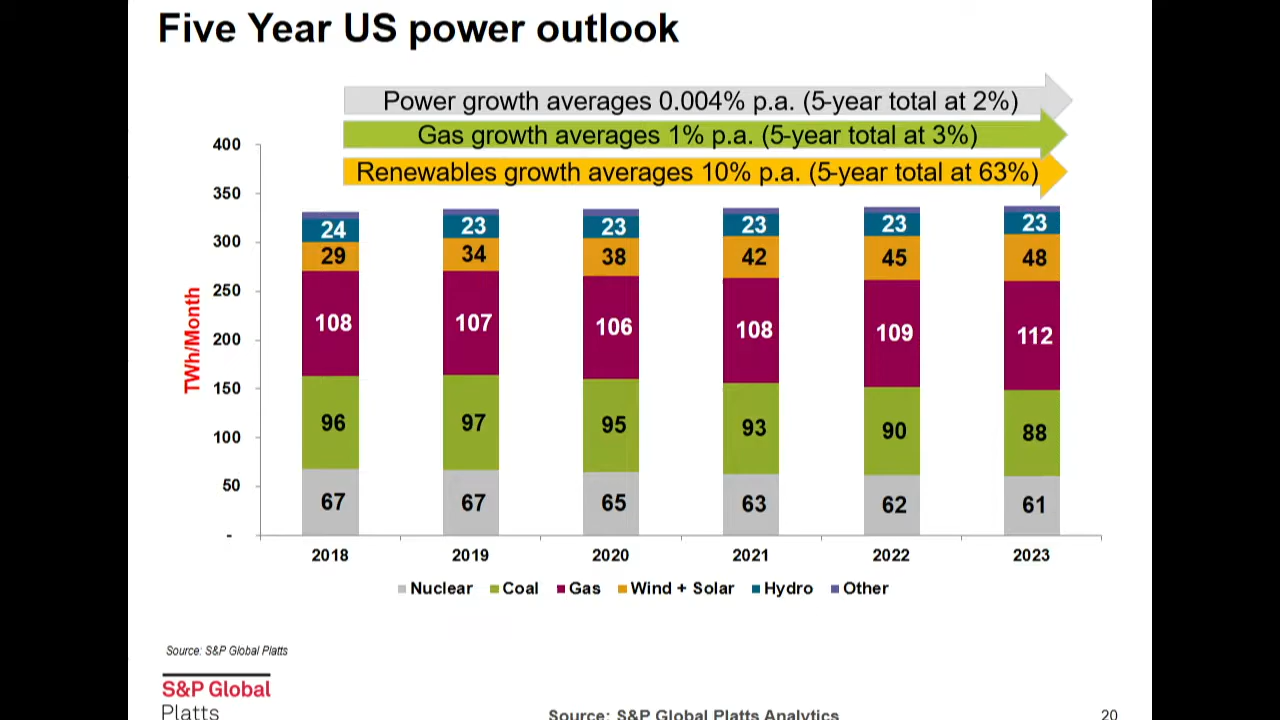 Five Year US power outlook
Power growth averages 0.004% p.a. (5-year total at 2%)
Gas growth averages 1% p.a. (5-year total at 3%)
Renewables growth averages 10% p.a. (5-year total at 63%)
TWh/Month
400
350
300
250
200
150
100
50
-
24 23 23 23 23 23
29 34 38 42 45 48
108 107 106 108 109 112
96 97 95 93 90 88
67 67 65 63 62 61
2018 2019 2020 2021 2022 2023
Nuclear Coal Gas Wind + Solar Hydro Other
Source: S&P Global Platts
S&P Global
Platts
Source: S&P Global Platts Analytics
20